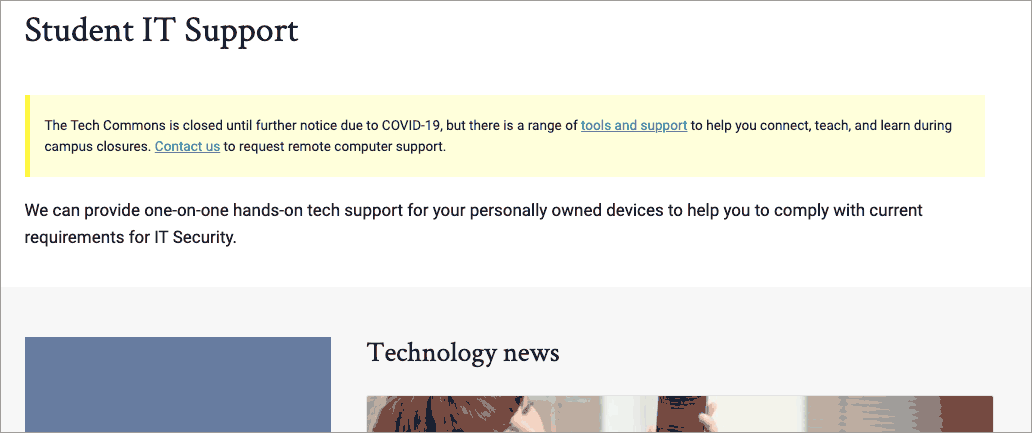 Student IT Support
The Tech Commons is closed until further notice due to COVID-19, but there is a range of tools and support to help you connect, teach, and learn during
campus closures. Contact us to request remote computer support.
We can provide one-on-one hands-on tech support for your personally owned devices to help you to comply with current
requirements for IT Security.
Technology news